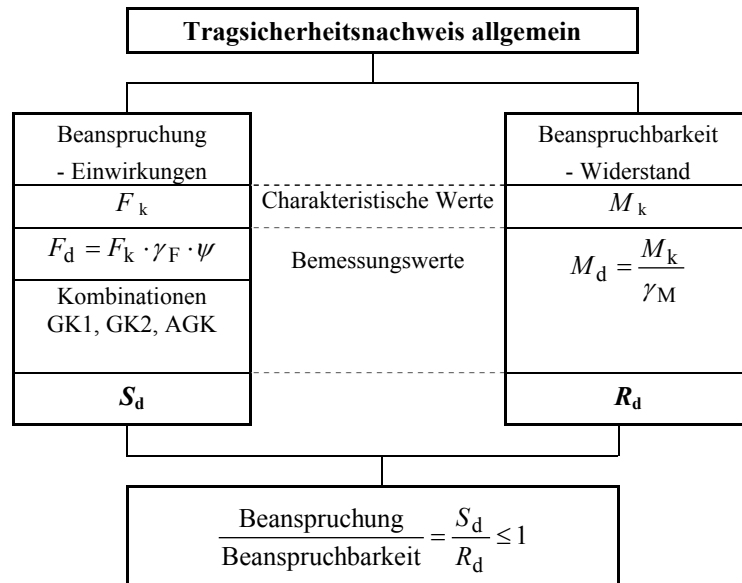 Tragsicherheitsnachweis allgemein
Beanspruchung
- Einwirkungen
F k
F d = F k · γ F · ψ
Kombinationen
GK1, GK2, AGK
S d
Charakteristische Werte
Bemessungswerte
Beanspruchbarkeit
- Widerstand
M k
M d = M k / γ M
R d
Beanspruchung / Beanspruchbarkeit = S d / R d ≤ 1